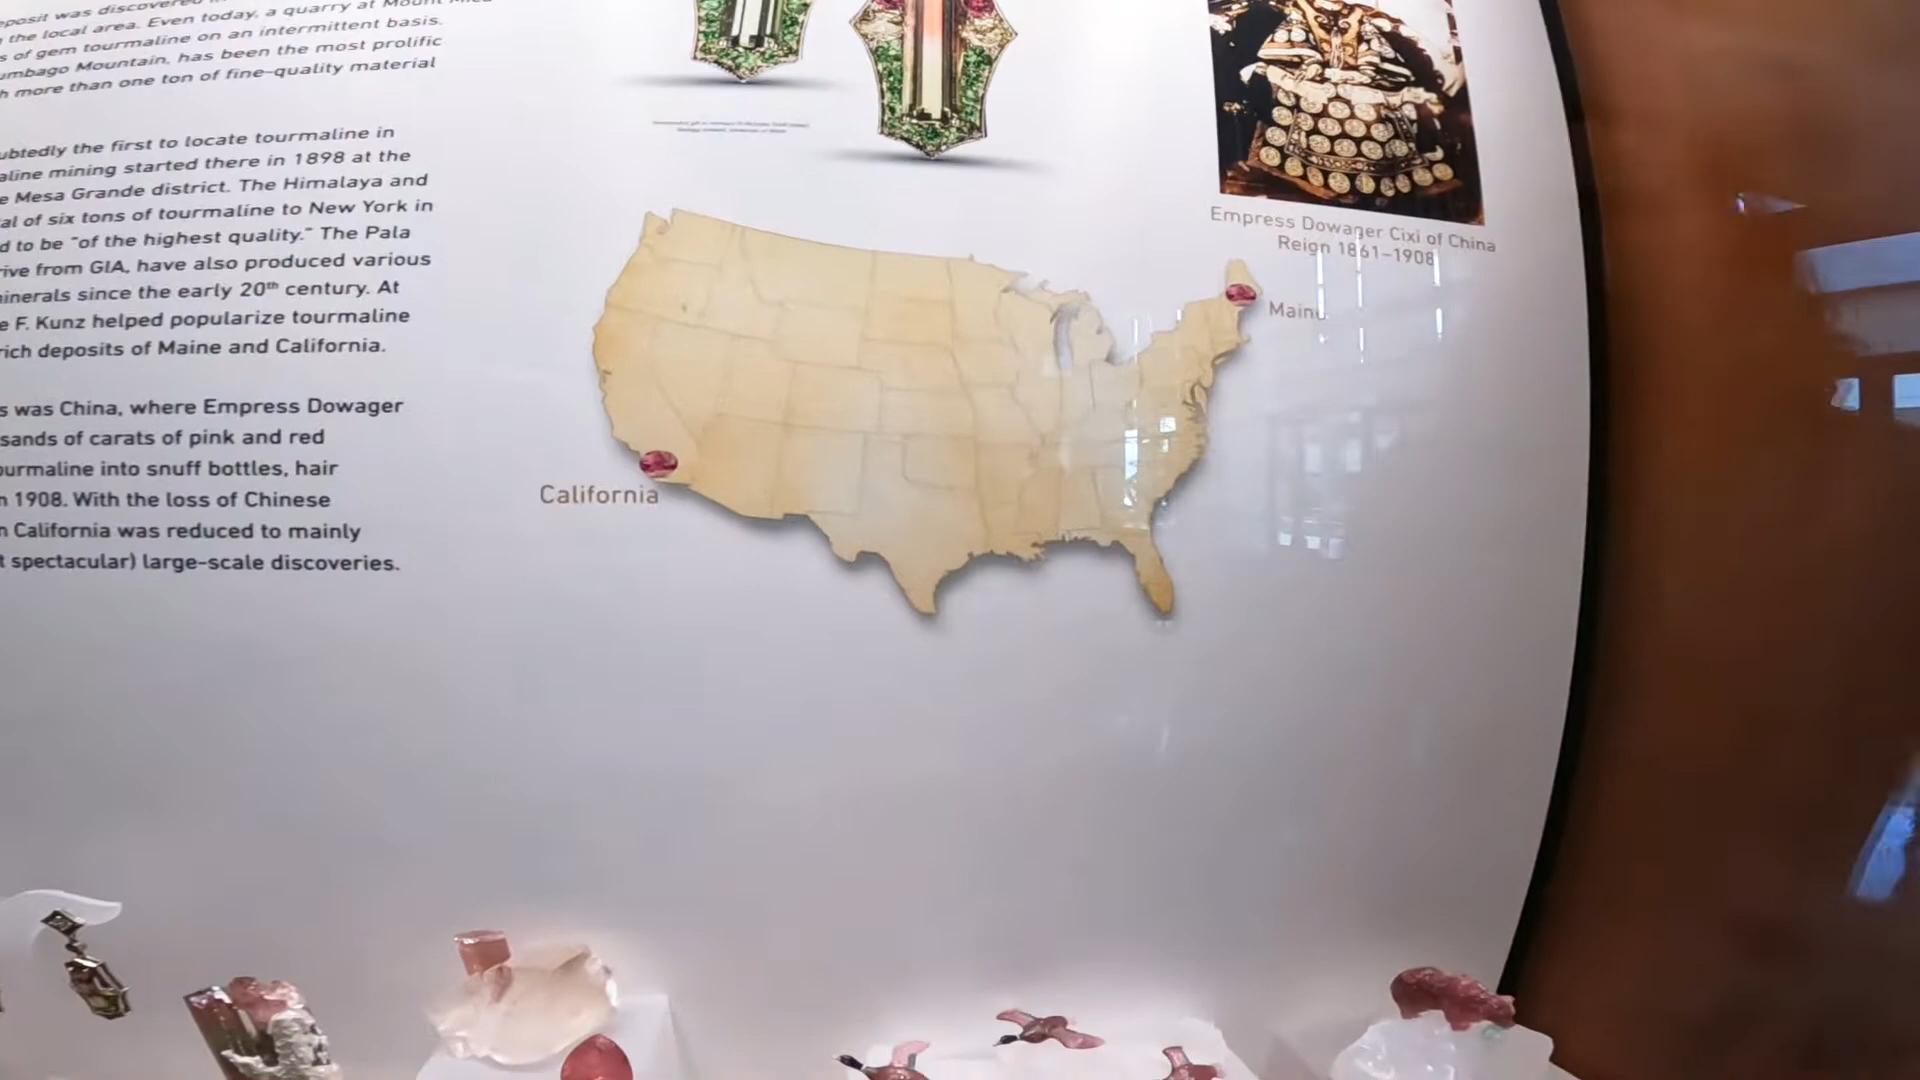 eposit was discovered
the local area. Even today, a quarry at Mount Mica
s of gem tourmaline on an intermittent basis.
umbago Mountain, has been the most prolific
h more than one ton of fine-quality material
ubtedly the first to locate tourmaline in
aline mining started there in 1898 at the
e Mesa Grande district. The Himalaya and
al of six tons of tourmaline to New York in
d to be "of the highest quality." The Pala
rive from GIA, have also produced various
inerals since the early 20th century. At
e F. Kunz helped popularize tourmaline
rich deposits of Maine and California.
s was China, where Empress Dowager
sands of carats of pink and red
ourmaline into snuff bottles, hair
n 1908. With the loss of Chinese
n California was reduced to mainly
t spectacular) large-scale discoveries.
Empress Dowager Cixi of China
Reign 1861-1908
Maine
California